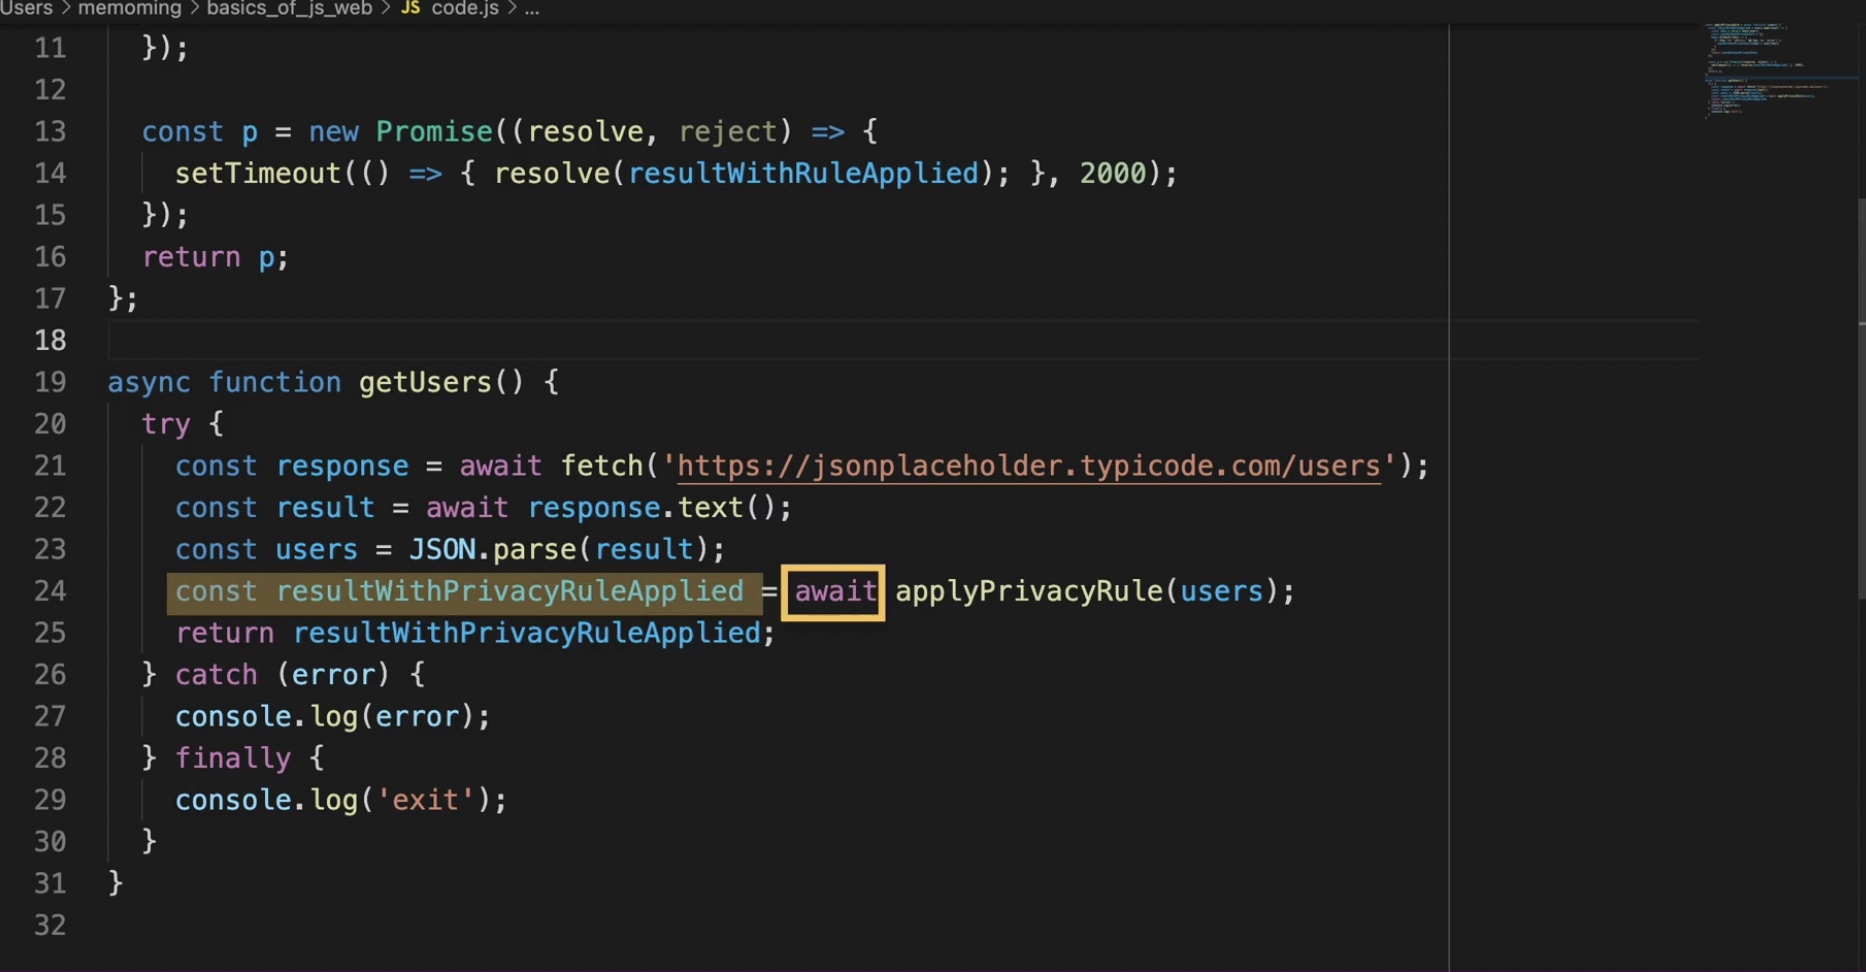 Users > memoming > basics_of_js_web > JS code.js > ...
11 });
12
13 const p = new Promise((resolve, reject) => {
14 setTimeout(() => { resolve(resultWithRuleApplied); }, 2000);
15 });
16 return p;
17 };
18
19 async function getUsers() {
20 try {
21 const response = await fetch('https://jsonplaceholder.typicode.com/users');
22 const result = await response.text();
23 const users = JSON.parse(result);
24 const resultWithPrivacyRuleApplied = await applyPrivacyRule(users);
25 return resultWithPrivacyRuleApplied;
26 } catch (error) {
27 console.log(error);
28 } finally {
29 console.log('exit');
30 }
31 }
32